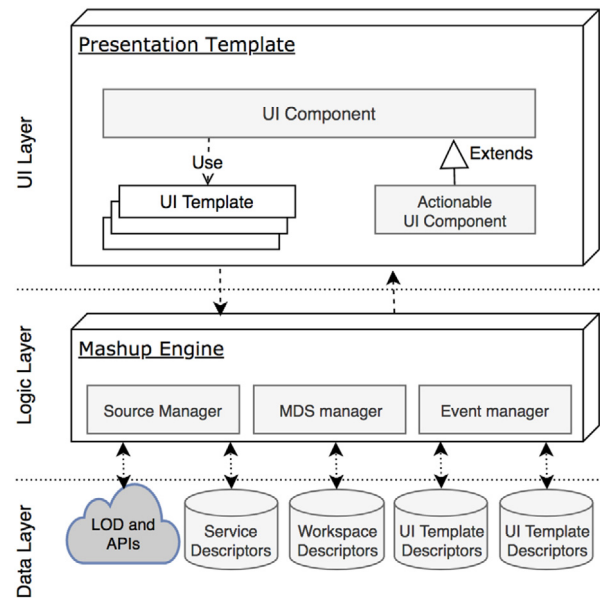 Presentation Template
UI Component
Use
Extends
UI Template
Actionable
UI Component
UI Layer
Mashup Engine
Source Manager
MDS manager
Event manager
Logic Layer
LOD and
APIs
Service
Descriptors
Workspace
Descriptors
UI Template
Descriptors
UI Template
Descriptors
Data Layer